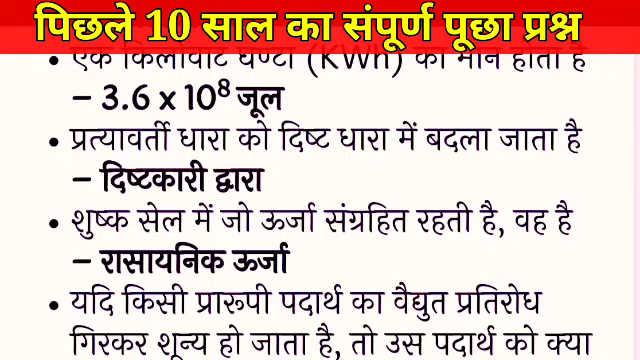 पिछले 10 साल का संपूर्ण पूछा प्रश्न
• एक किलोवाट घण्टा (KWh) का मान होता है
– 3.6 x 10⁸ जूल
• प्रत्यावर्ती धारा को दिष्ट धारा में बदला जाता है
– दिष्टकारी द्वारा
• शुष्क सेल में जो ऊर्जा संग्रहित रहती है, वह है
– रासायनिक ऊर्जा
• यदि किसी प्रारूपी पदार्थ का वैद्युत प्रतिरोध
गिरकर शून्य हो जाता है, तो उस पदार्थ को क्या